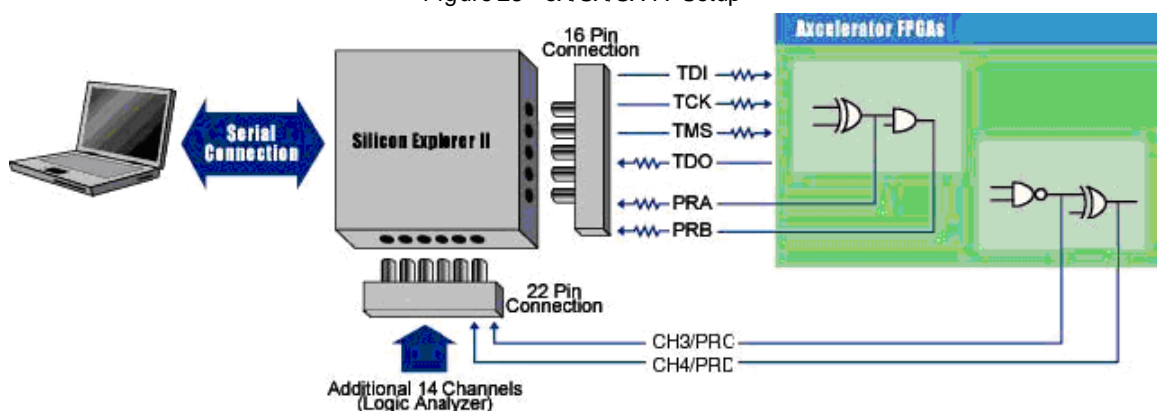 16 Pin
Connection
Axcelerator FPGAs
TDI
TCK
TMS
TDO
PRA
PRB
Serial
Connection
Silicon Explorer II
22 Pin
Connection
CH3/PRC
CH4/PRD
Additional 14 Channels
(Logic Analyzer)